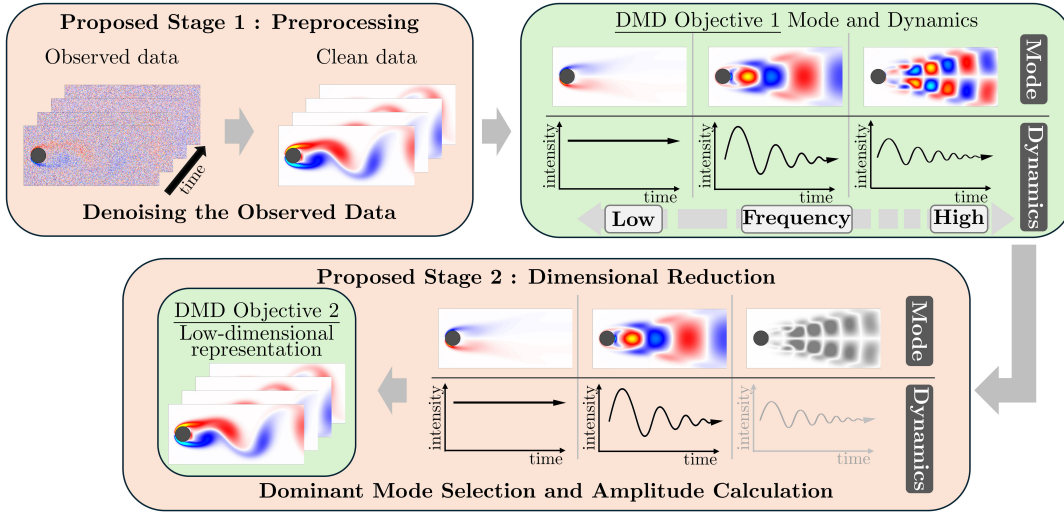 Proposed Stage 1 : Preprocessing
Observed data
Clean data
time
Denoising the Observed Data
DMD Objective 1 Mode and Dynamics
Mode
intensity
time
intensity
time
intensity
time
Dynamics
Low
Frequency
High
Proposed Stage 2 : Dimensional Reduction
DMD Objective 2
Low-dimensional
representation
Mode
intensity
time
intensity
time
intensity
time
Dynamics
Dominant Mode Selection and Amplitude Calculation